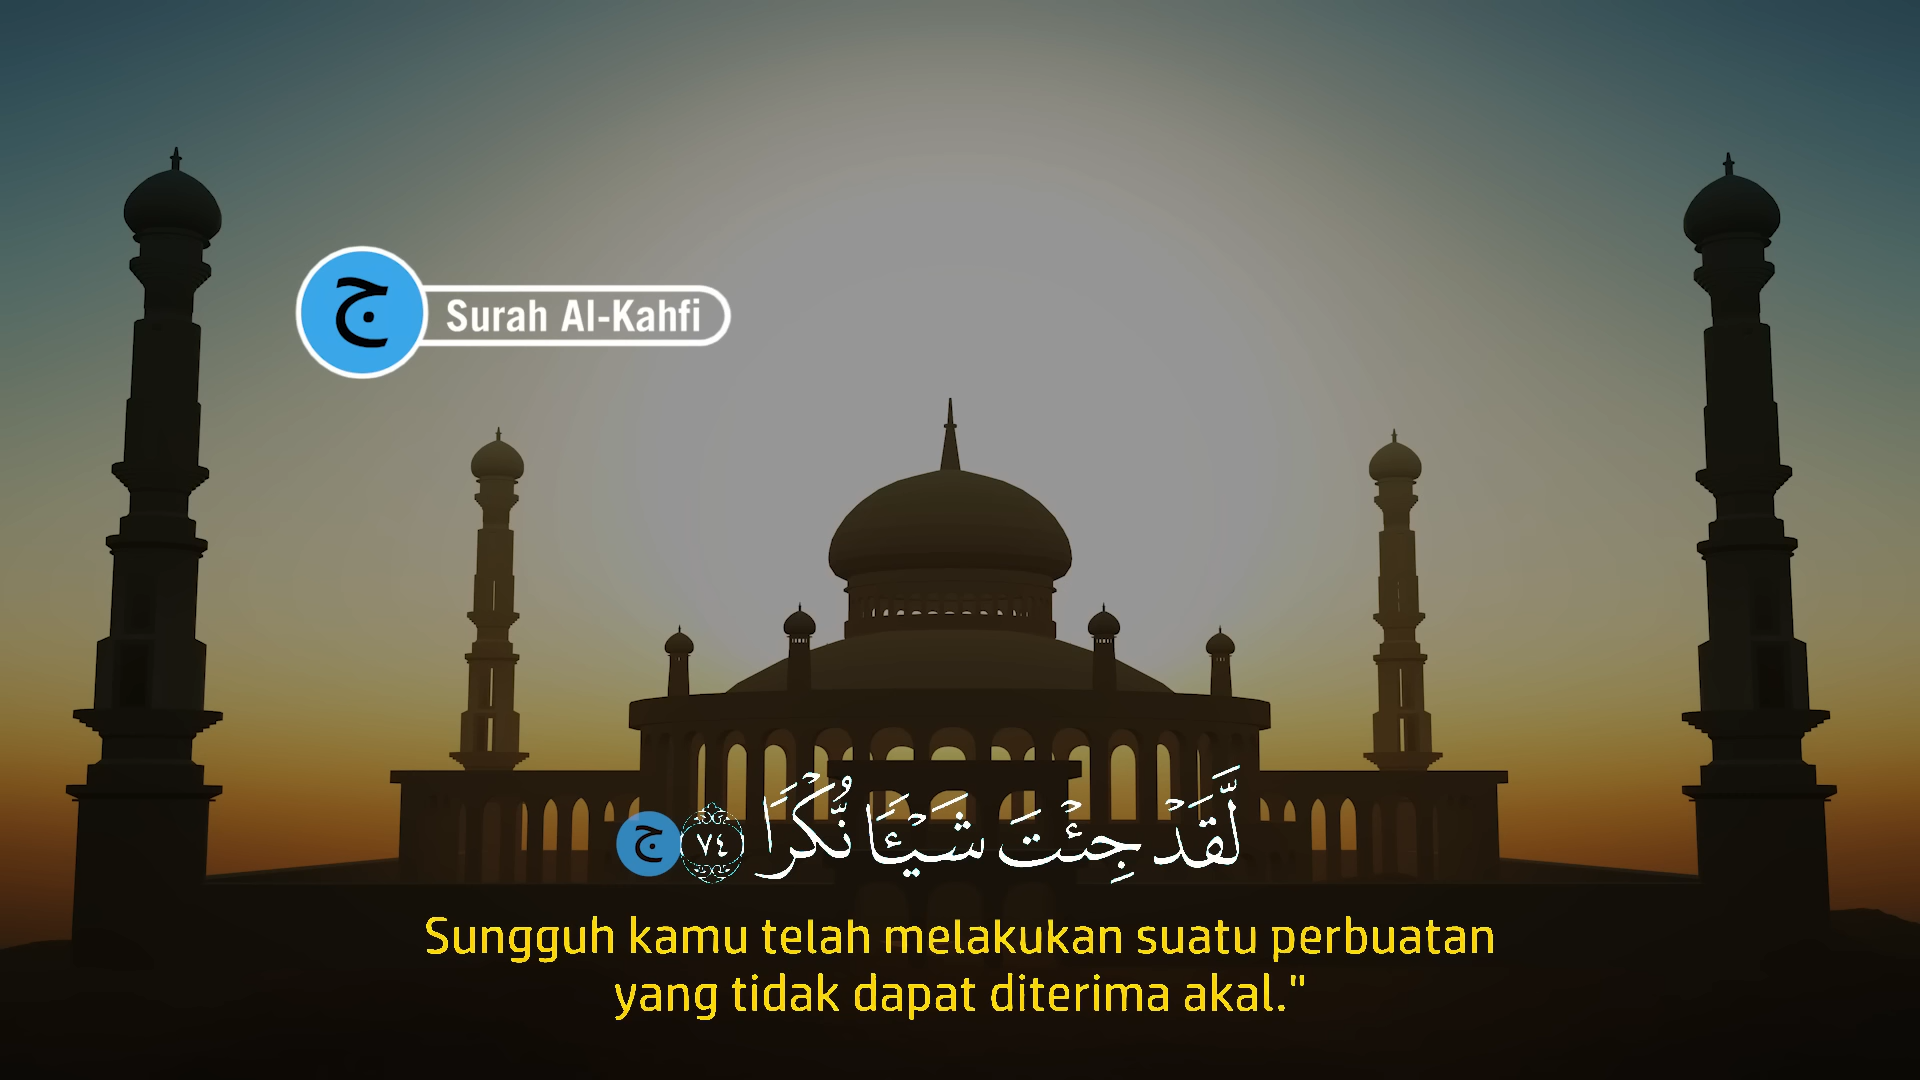 ج
Surah Al-Kahfi
لَّقَدْ جِئْتَ شَيْـًٔا نُّكْرًا ٧٤ ج
Sungguh kamu telah melakukan suatu perbuatan
yang tidak dapat diterima akal."